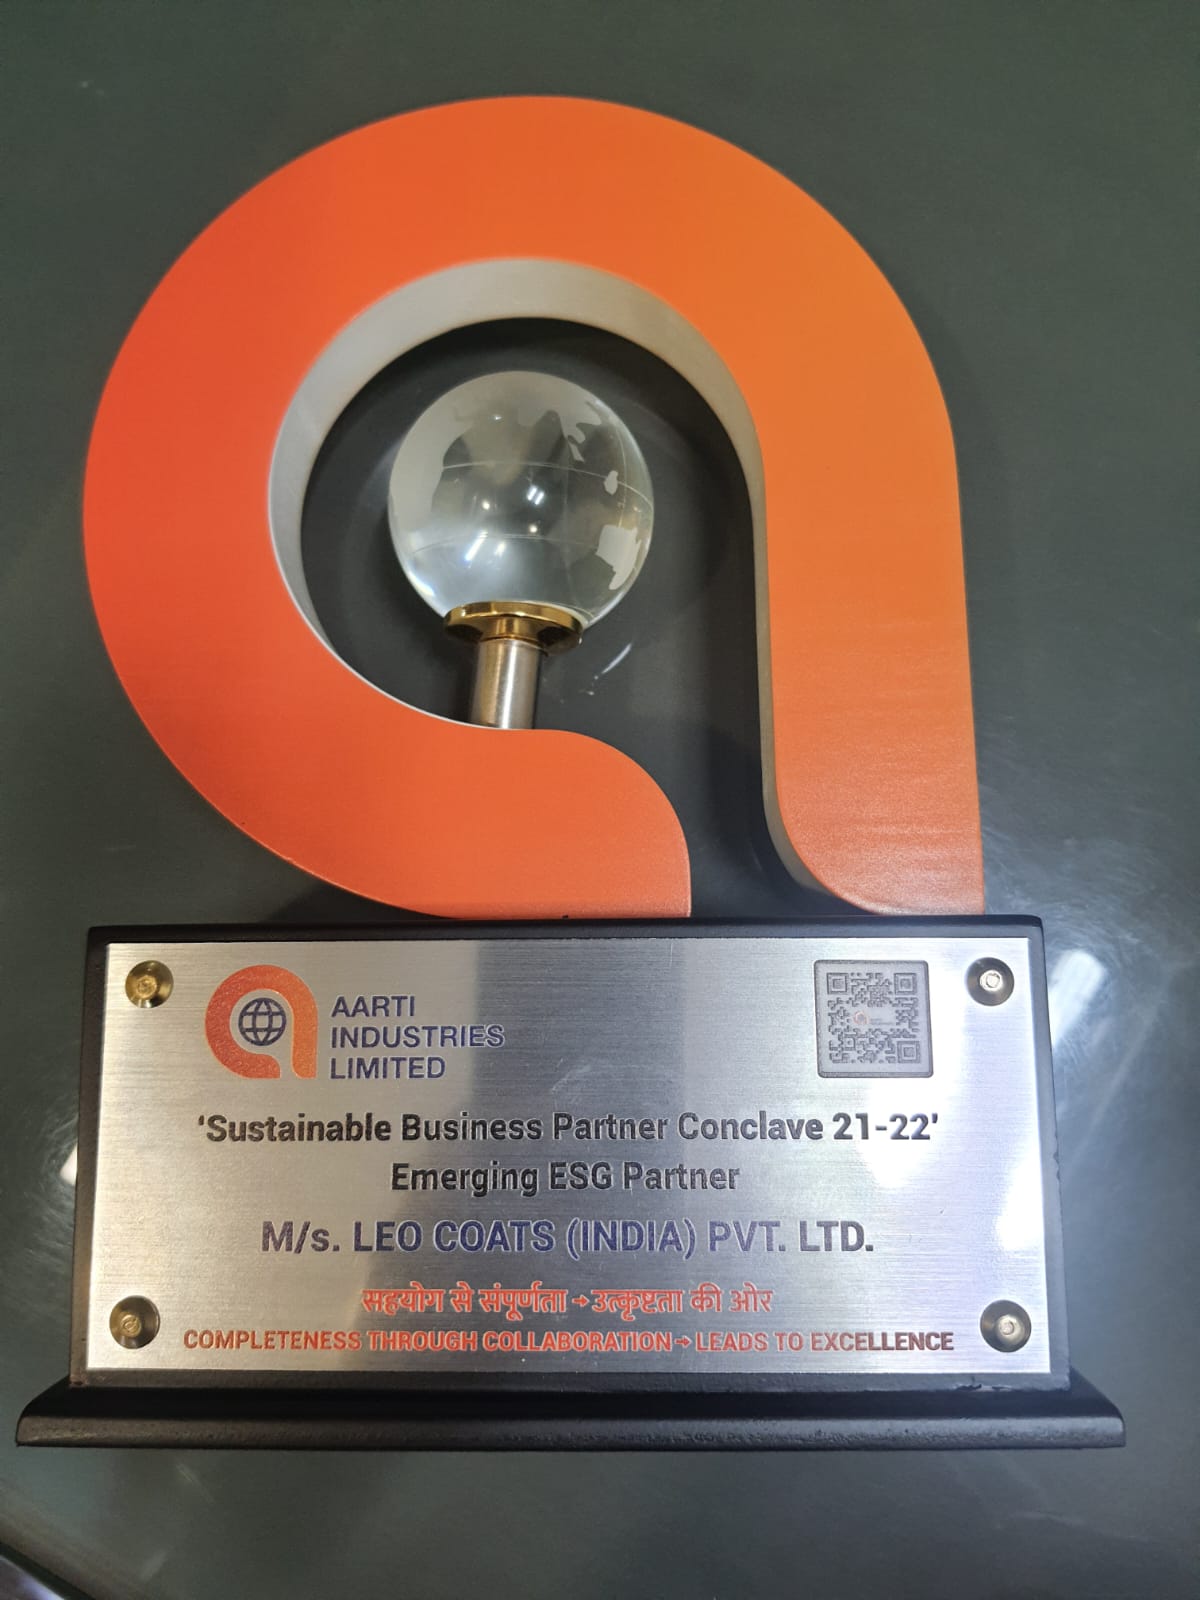 AARTI
INDUSTRIES
LIMITED
‘Sustainable Business Partner Conclave 21-22’
Emerging ESG Partner
M/s. LEO COATS (INDIA) PVT. LTD.
सहयोग से संपूर्णता → उत्कृष्टता की ओर
COMPLETENESS THROUGH COLLABORATION → LEADS TO EXCELLENCE